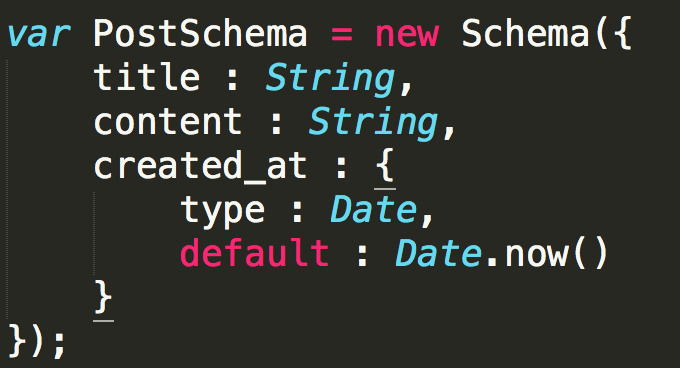 var PostSchema = new Schema({
    title : String,
    content : String,
    created_at : {
        type : Date,
        default : Date.now()
    }
});